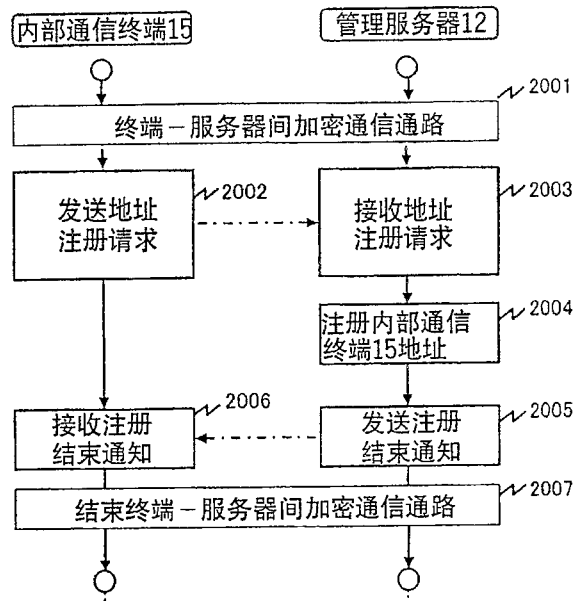 内部通信终端15
管理服务器12
2001
终端－服务器间加密通信通路
2002
2003
发送地址
注册请求
接收地址
注册请求
2004
注册内部通信
终端15地址
2006
2005
接收注册
结束通知
发送注册
结束通知
2007
结束终端－服务器间加密通信通路